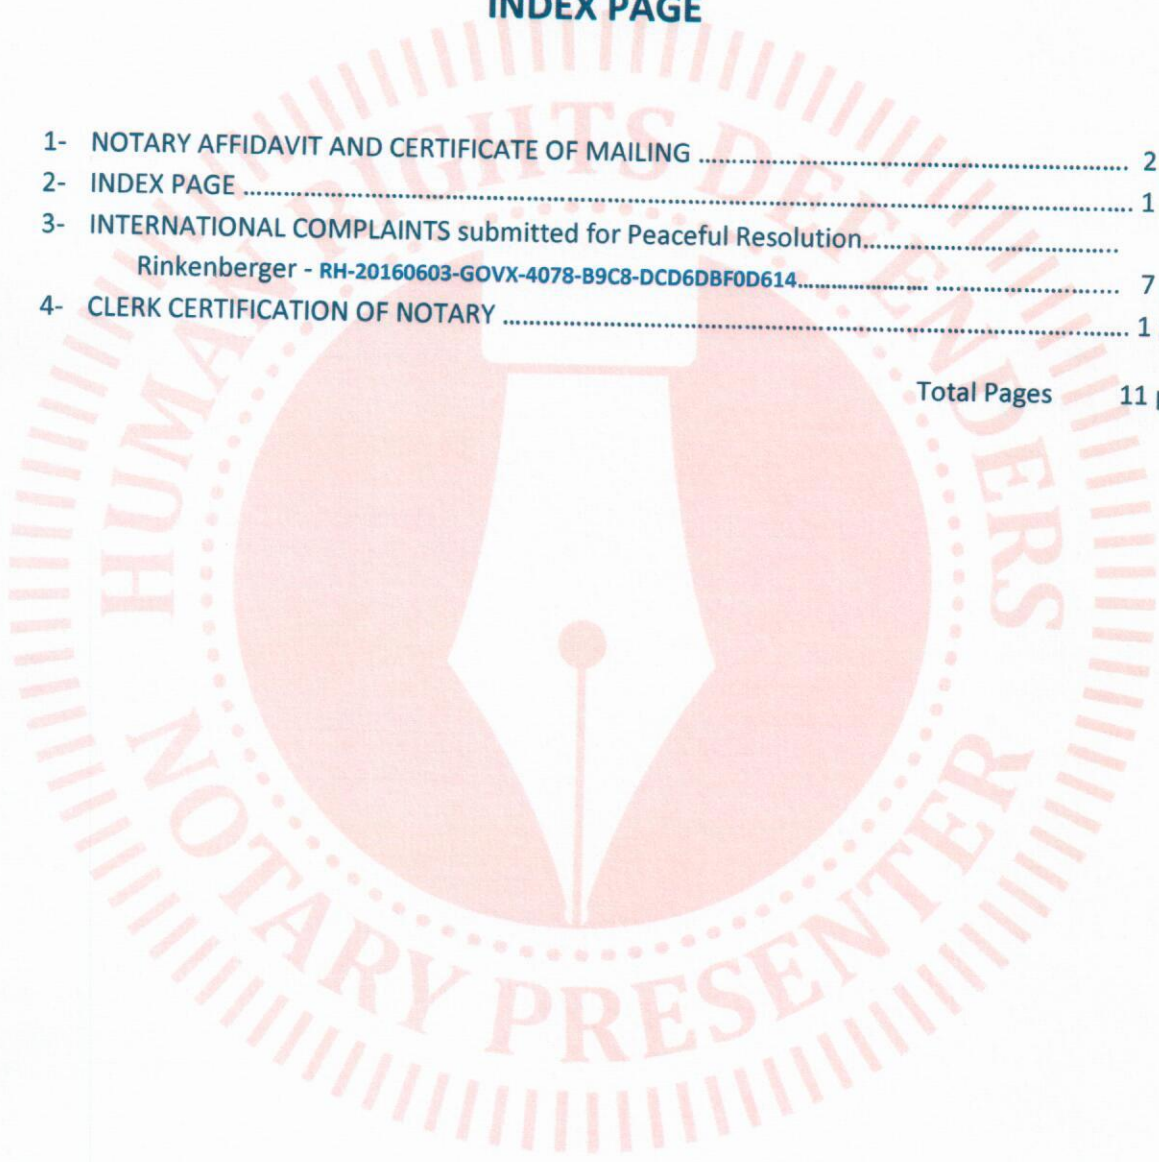 INDEX PAGE
1- NOTARY AFFIDAVIT AND CERTIFICATE OF MAILING ........ 2
2- INDEX PAGE ........ 1
3- INTERNATIONAL COMPLAINTS submitted for Peaceful Resolution........
Rinkenberger - RH-20160603-GOVX-4078-B9C8-DCD6DBF0D614........ 7
4- CLERK CERTIFICATION OF NOTARY ........ 1
Total Pages 11
HUMAN RIGHTS DEFENDERS
NOTARY PRESENTER